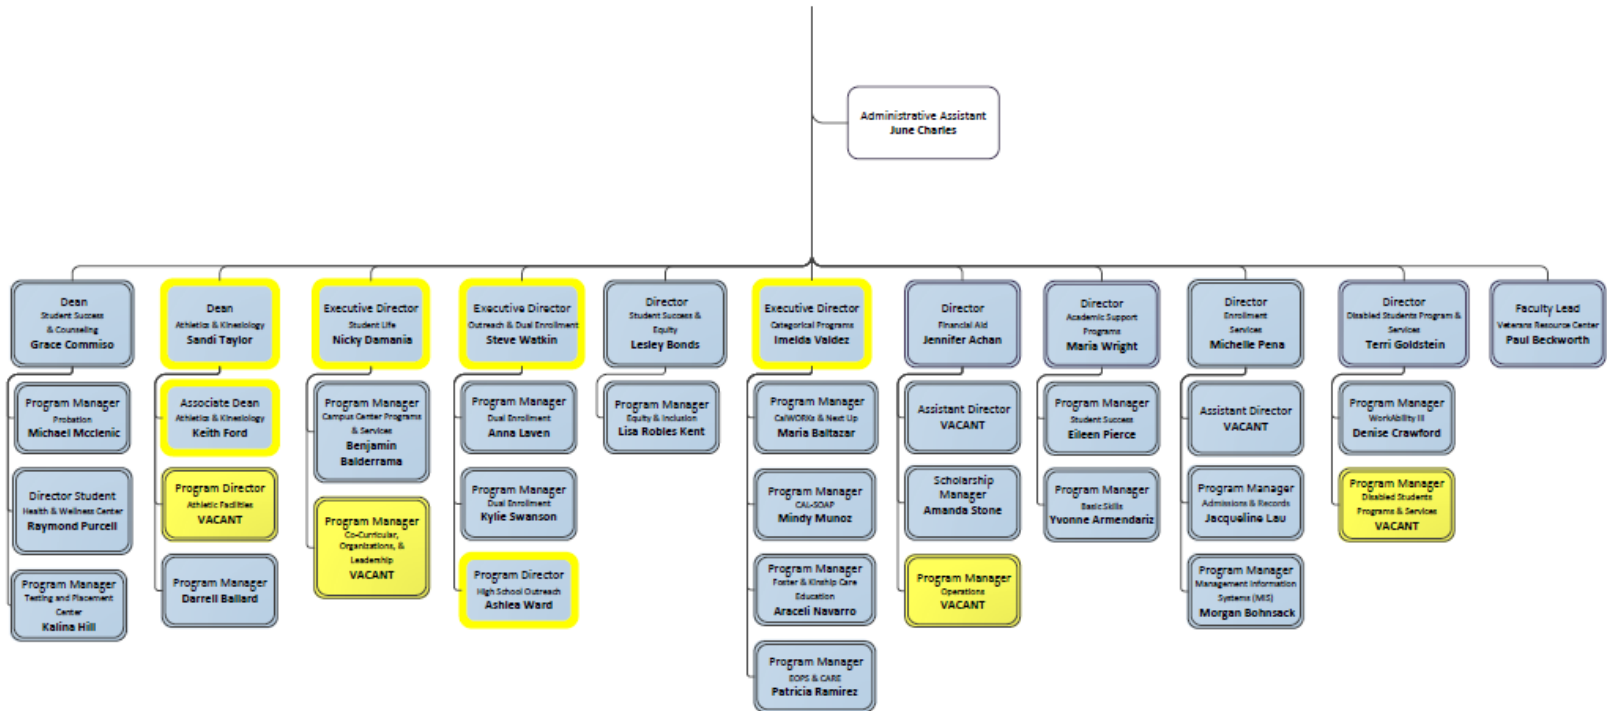 Administrative Assistant
June Charles
Dean
Student Success
& Counseling
Grace Commiso
Program Manager
Probation
Michael Mcclenic
Director Student
Health & Wellness Center
Raymond Purcell
Program Manager
Testing and Placement
Center
Kalina Hill
Dean
Athletics & Kinesiology
Sandi Taylor
Associate Dean
Athletics & Kinesiology
Keith Ford
Program Director
Athletic Facilities
VACANT
Program Manager
Darrell Ballard
Executive Director
Student Life
Nicky Damania
Program Manager
Campus Center Programs
& Services
Benjamin
Balderrama
Program Manager
Co-Curricular,
Organizations, &
Leadership
VACANT
Executive Director
Outreach & Dual Enrollment
Steve Watkin
Program Manager
Dual Enrollment
Anna Laven
Program Manager
Dual Enrollment
Kylie Swanson
Program Director
High School Outreach
Ashlea Ward
Director
Student Success &
Equity
Lesley Bonds
Program Manager
Equity & Inclusion
Lisa Robles Kent
Executive Director
Categorical Programs
Imelda Valdez
Program Manager
CalWORKs & Next Up
Maria Baltazar
Program Manager
CAL-SOAP
Mindy Munoz
Program Manager
Foster & Kinship Care
Education
Araceli Navarro
Program Manager
EOPS & CARE
Patricia Ramirez
Director
Financial Aid
Jennifer Achan
Assistant Director
VACANT
Scholarship
Manager
Amanda Stone
Program Manager
Operations
VACANT
Director
Academic Support
Programs
Maria Wright
Program Manager
Student Success
Eileen Pierce
Program Manager
Basic Skills
Yvonne Armendariz
Director
Enrollment
Services
Michelle Pena
Assistant Director
VACANT
Program Manager
Admissions & Records
Jacqueline Lau
Program Manager
Management Information
Systems (MIS)
Morgan Bohnsack
Director
Disabled Students Program &
Services
Terri Goldstein
Program Manager
WorkAbility III
Denise Crawford
Program Manager
Disabled Students
Programs & Services
VACANT
Faculty Lead
Veterans Resource Center
Paul Beckworth